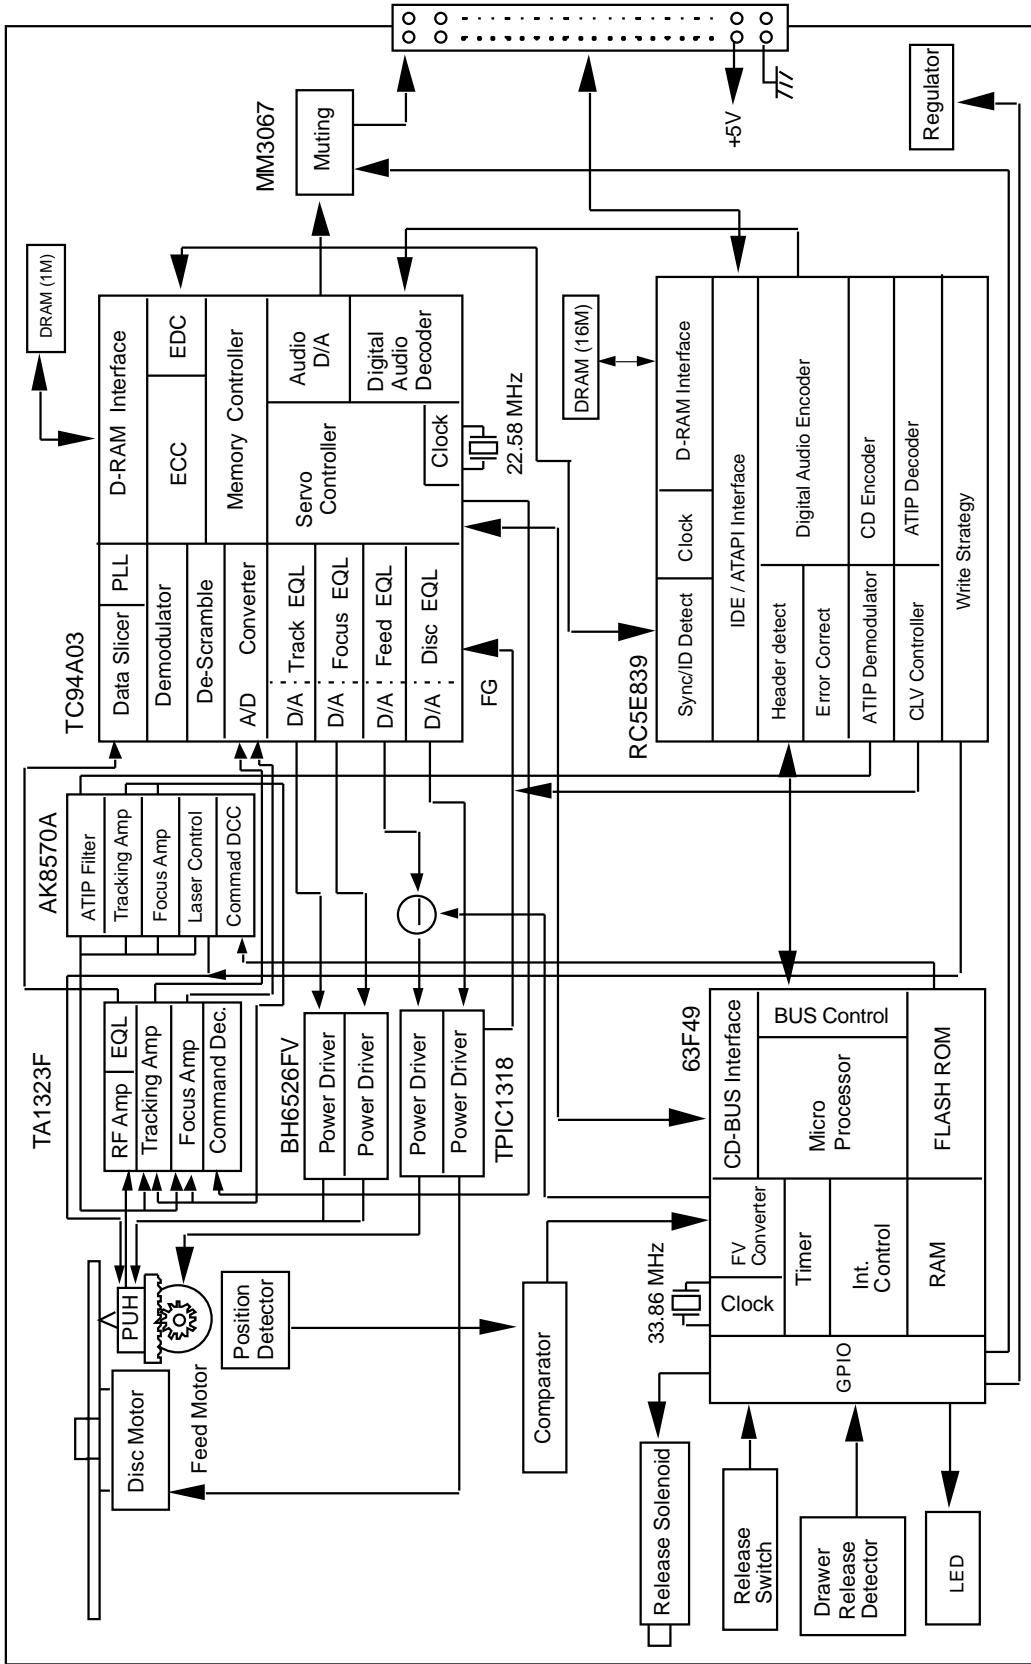 Disc Motor
PUH
Feed Motor
Position
Detector
TA1323F
RF Amp
EQL
Tracking Amp
Focus Amp
Command Dec.
AK8570A
ATIP Filter
Tracking Amp
Focus Amp
Laser Control
Commad DCC
TC94A03
Data Slicer
PLL
D-RAM Interface
Demodulator
ECC
EDC
De-Scramble
Memory Controller
A/D
Converter
D/A
Track EQL
D/A
Focus EQL
D/A
Feed EQL
D/A
Disc EQL
Servo
Controller
Audio
D/A
Digital
Audio
Decoder
Clock
22.58 MHz
FG
DRAM (1M)
MM3067
Muting
BH6526FV
Power Driver
Power Driver
Power Driver
Power Driver
TPIC1318
Comparator
DRAM (16M)
RC5E839
Sync/ID Detect
Clock
D-RAM Interface
IDE / ATAPI Interface
Header detect
Digital Audio Encoder
Error Correct
ATIP Demodulator
CD Encoder
CLV Controller
ATIP Decoder
Write Strategy
+5V
Regulator
63F49
33.86 MHz
Clock
FV
Converter
CD-BUS Interface
Timer
BUS Control
Micro
Processor
Int.
Control
RAM
FLASH ROM
GPIO
Release Solenoid
Release
Switch
Drawer
Release
Detector
LED